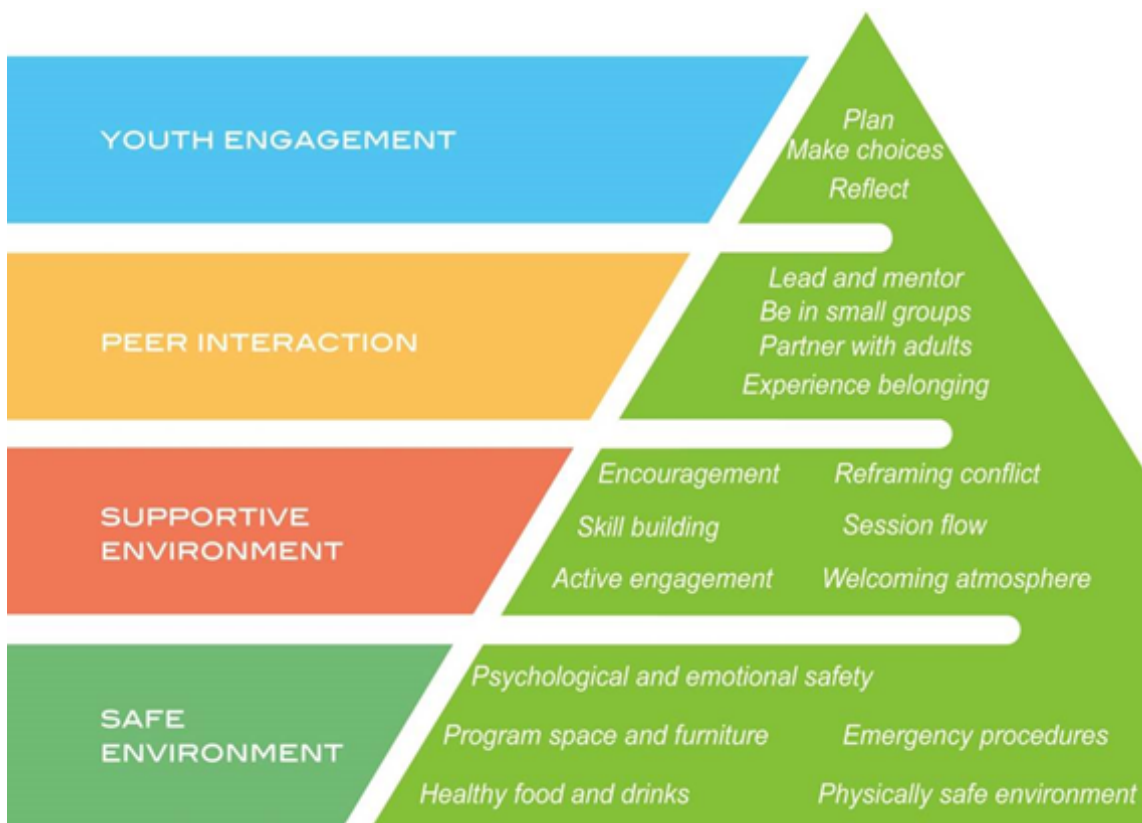 YOUTH ENGAGEMENT
Plan
Make choices
Reflect
PEER INTERACTION
Lead and mentor
Be in small groups
Partner with adults
Experience belonging
SUPPORTIVE
ENVIRONMENT
Encouragement
Reframing conflict
Skill building
Session flow
Active engagement
Welcoming atmosphere
SAFE
ENVIRONMENT
Psychological and emotional safety
Program space and furniture
Emergency procedures
Healthy food and drinks
Physically safe environment